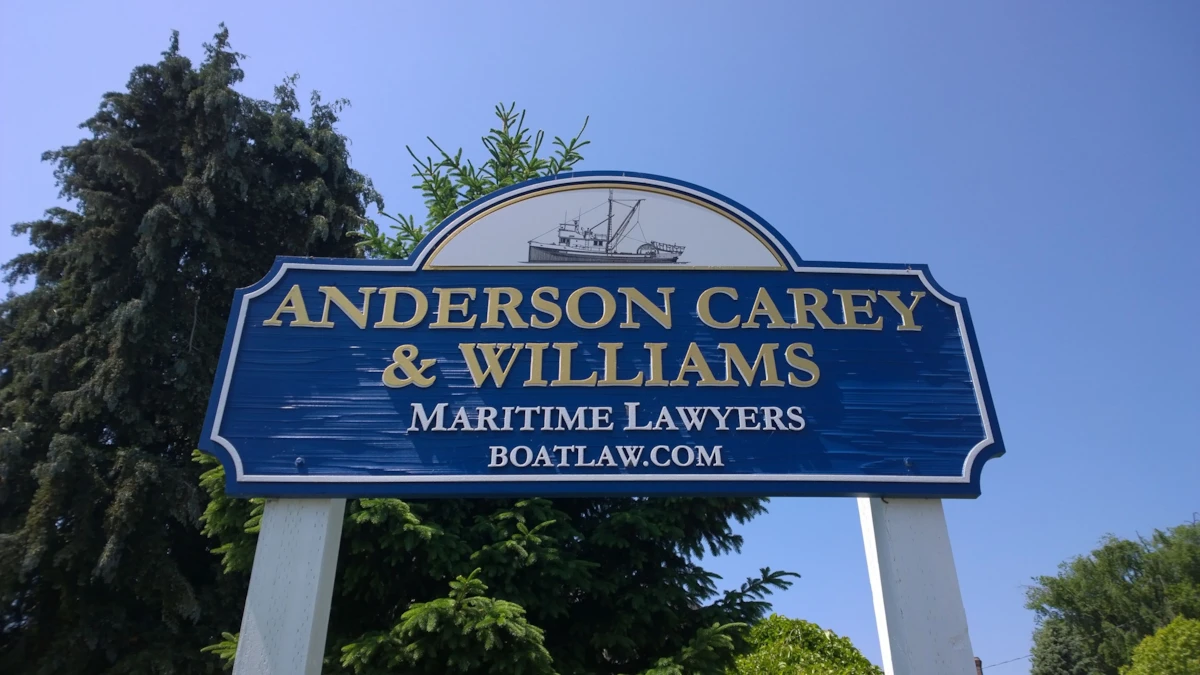 ANDERSON CAREY
& WILLIAMS
MARITIME LAWYERS
BOATLAW.COM